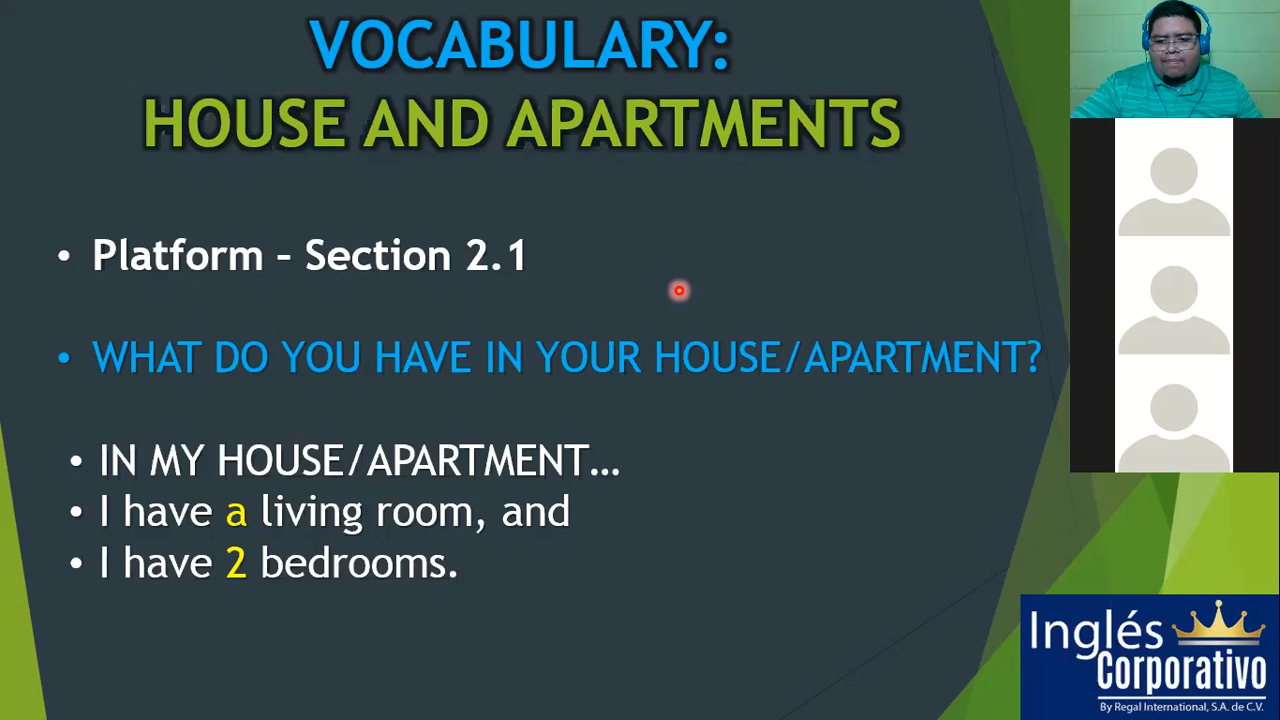 VOCABULARY:
HOUSE AND APARTMENTS
• Platform – Section 2.1
• WHAT DO YOU HAVE IN YOUR HOUSE/APARTMENT?
• IN MY HOUSE/APARTMENT…
• I have a living room, and
• I have 2 bedrooms.
Inglés
Corporativo
By Regal International, S.A. de C.V.